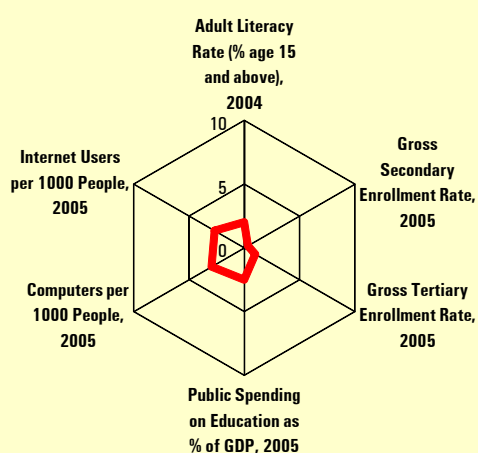 Adult Literacy
Rate (% age 15
and above),
2004
10
5
0
Gross
Secondary
Enrollment Rate,
2005
Gross Tertiary
Enrollment Rate,
2005
Public Spending
on Education as
% of GDP, 2005
Computers per
1000 People,
2005
Internet Users
per 1000 People,
2005